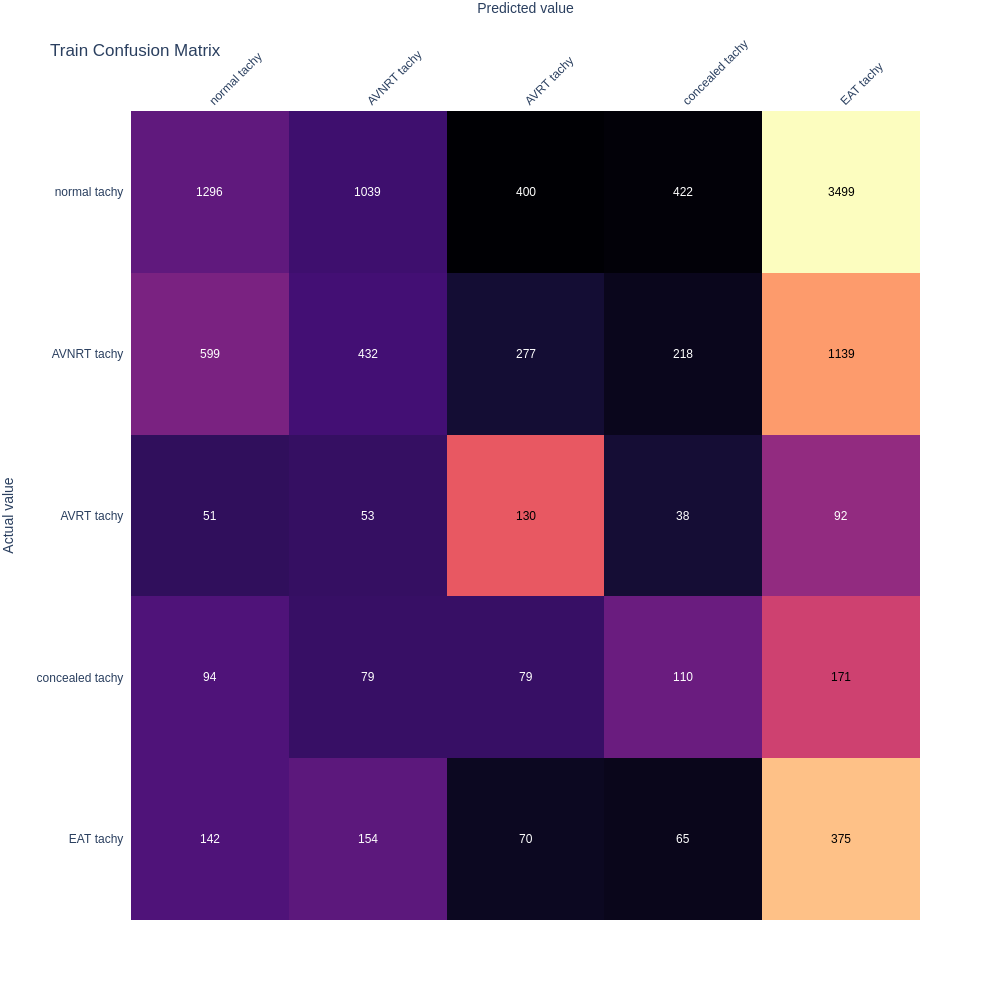 Predicted value
Train Confusion Matrix
normal tachy
AVNRT tachy
AVRT tachy
concealed tachy
EAT tachy
normal tachy 1296 1039 400 422 3499
AVNRT tachy 599 432 277 218 1139
AVRT tachy 51 53 130 38 92
concealed tachy 94 79 79 110 171
EAT tachy 142 154 70 65 375
Actual value